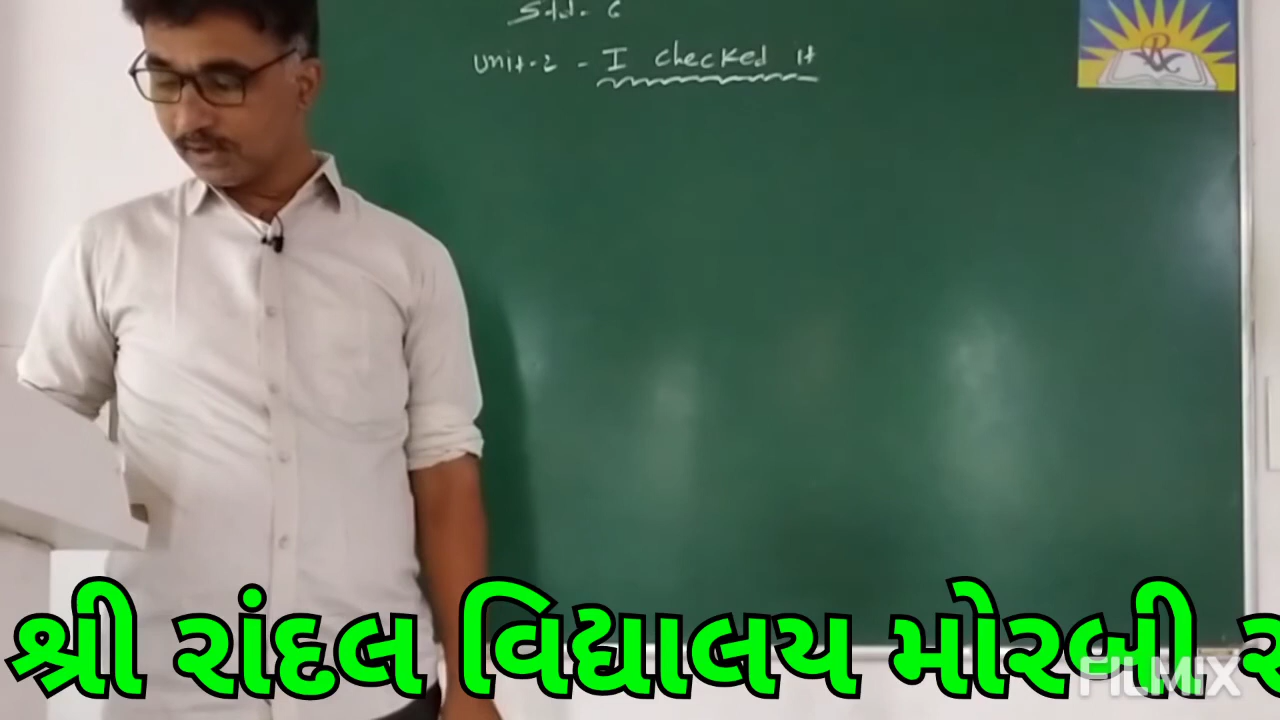 Std- 6
Unit-2 - I checked it
શ્રી રાંદલ વિદ્યાલય મોરબી
FILMIX